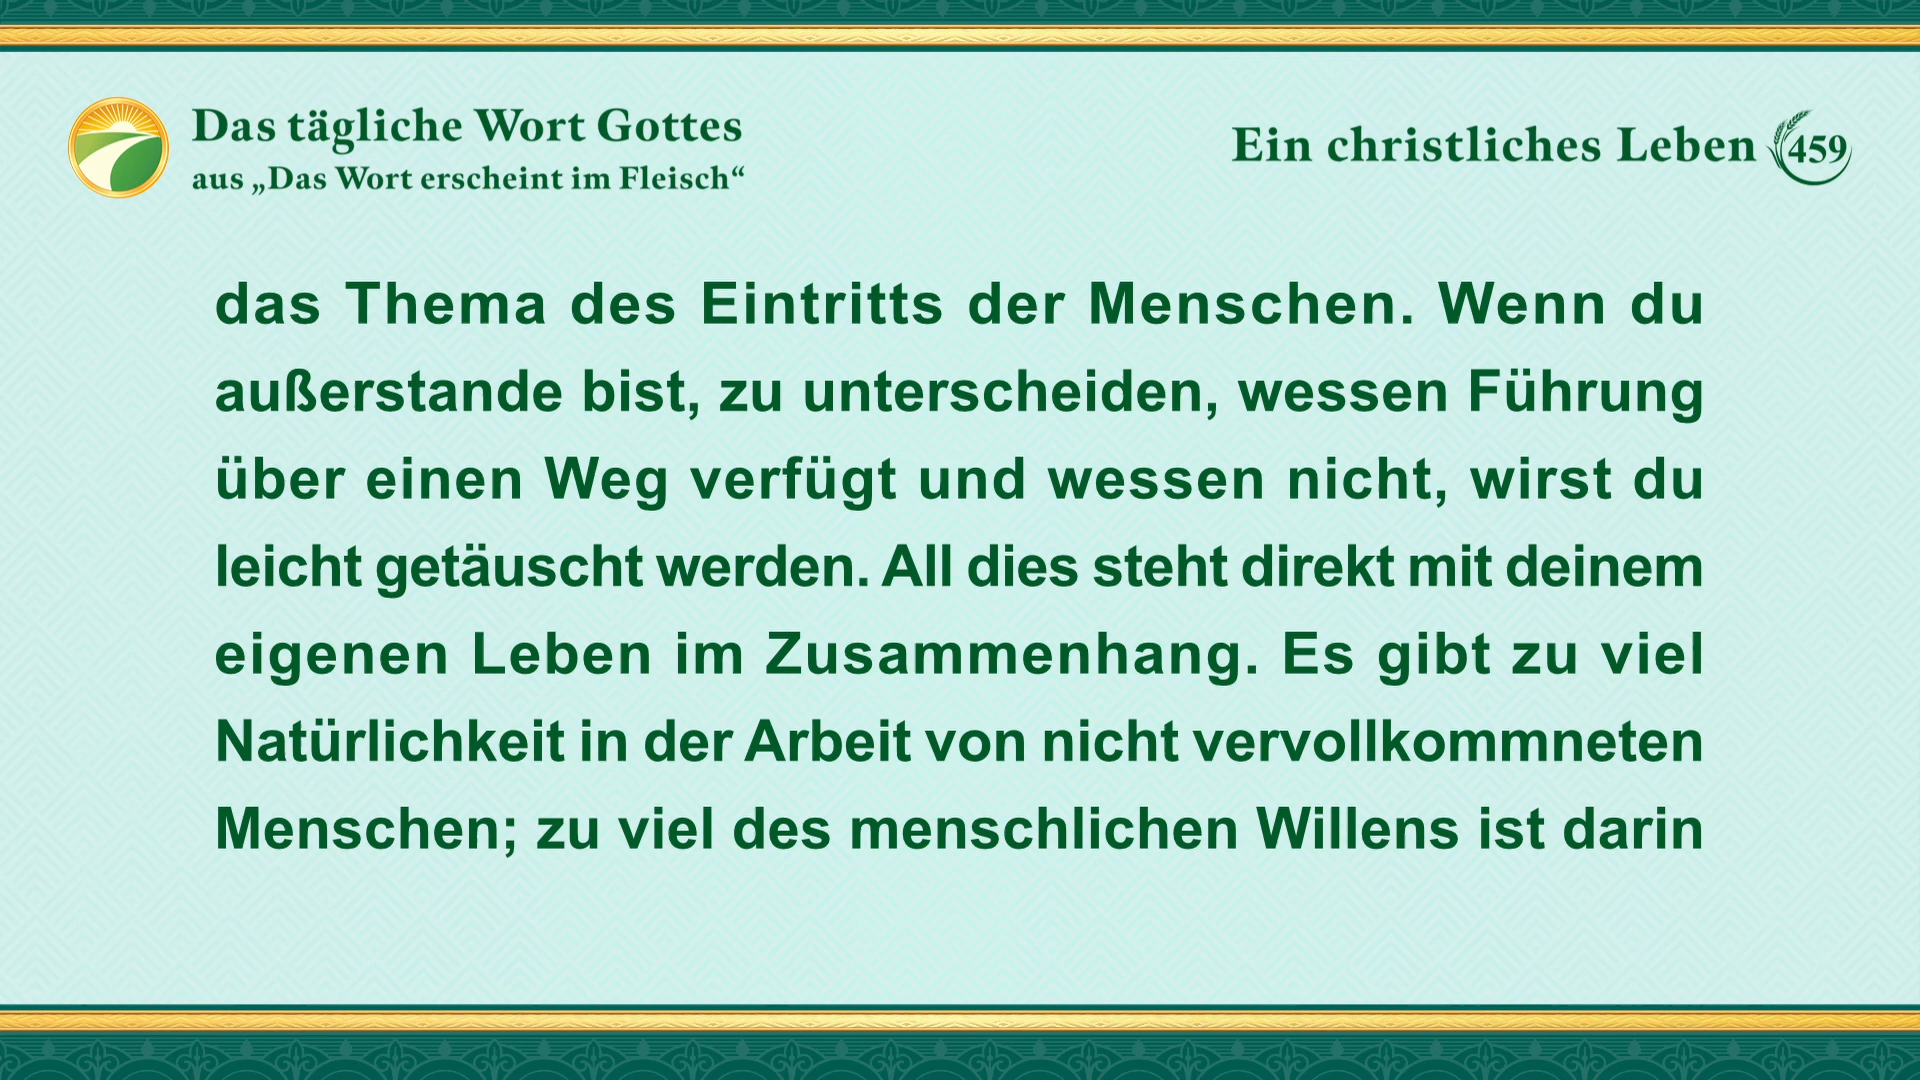 Das tägliche Wort Gottes
aus „Das Wort erscheint im Fleisch“
Ein christliches Leben 459
das Thema des Eintritts der Menschen. Wenn du
außerstande bist, zu unterscheiden, wessen Führung
über einen Weg verfügt und wessen nicht, wirst du
leicht getäuscht werden. All dies steht direkt mit deinem
eigenen Leben im Zusammenhang. Es gibt zu viel
Natürlichkeit in der Arbeit von nicht vervollkommneten
Menschen; zu viel des menschlichen Willens ist darin